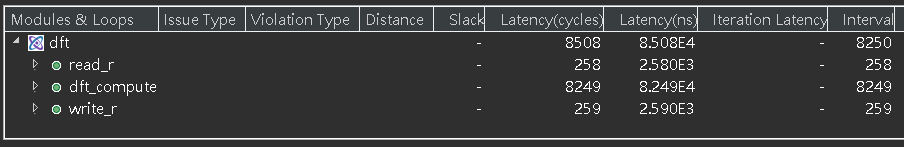 Modules & Loops Issue Type Violation Type Distance Slack Latency(cycles) Latency(ns) Iteration Latency Interval
dft - 8508 8.508E4 - 8250
read_r - 258 2.580E3 - 258
dft_compute - 8249 8.249E4 - 8249
write_r - 259 2.590E3 - 259